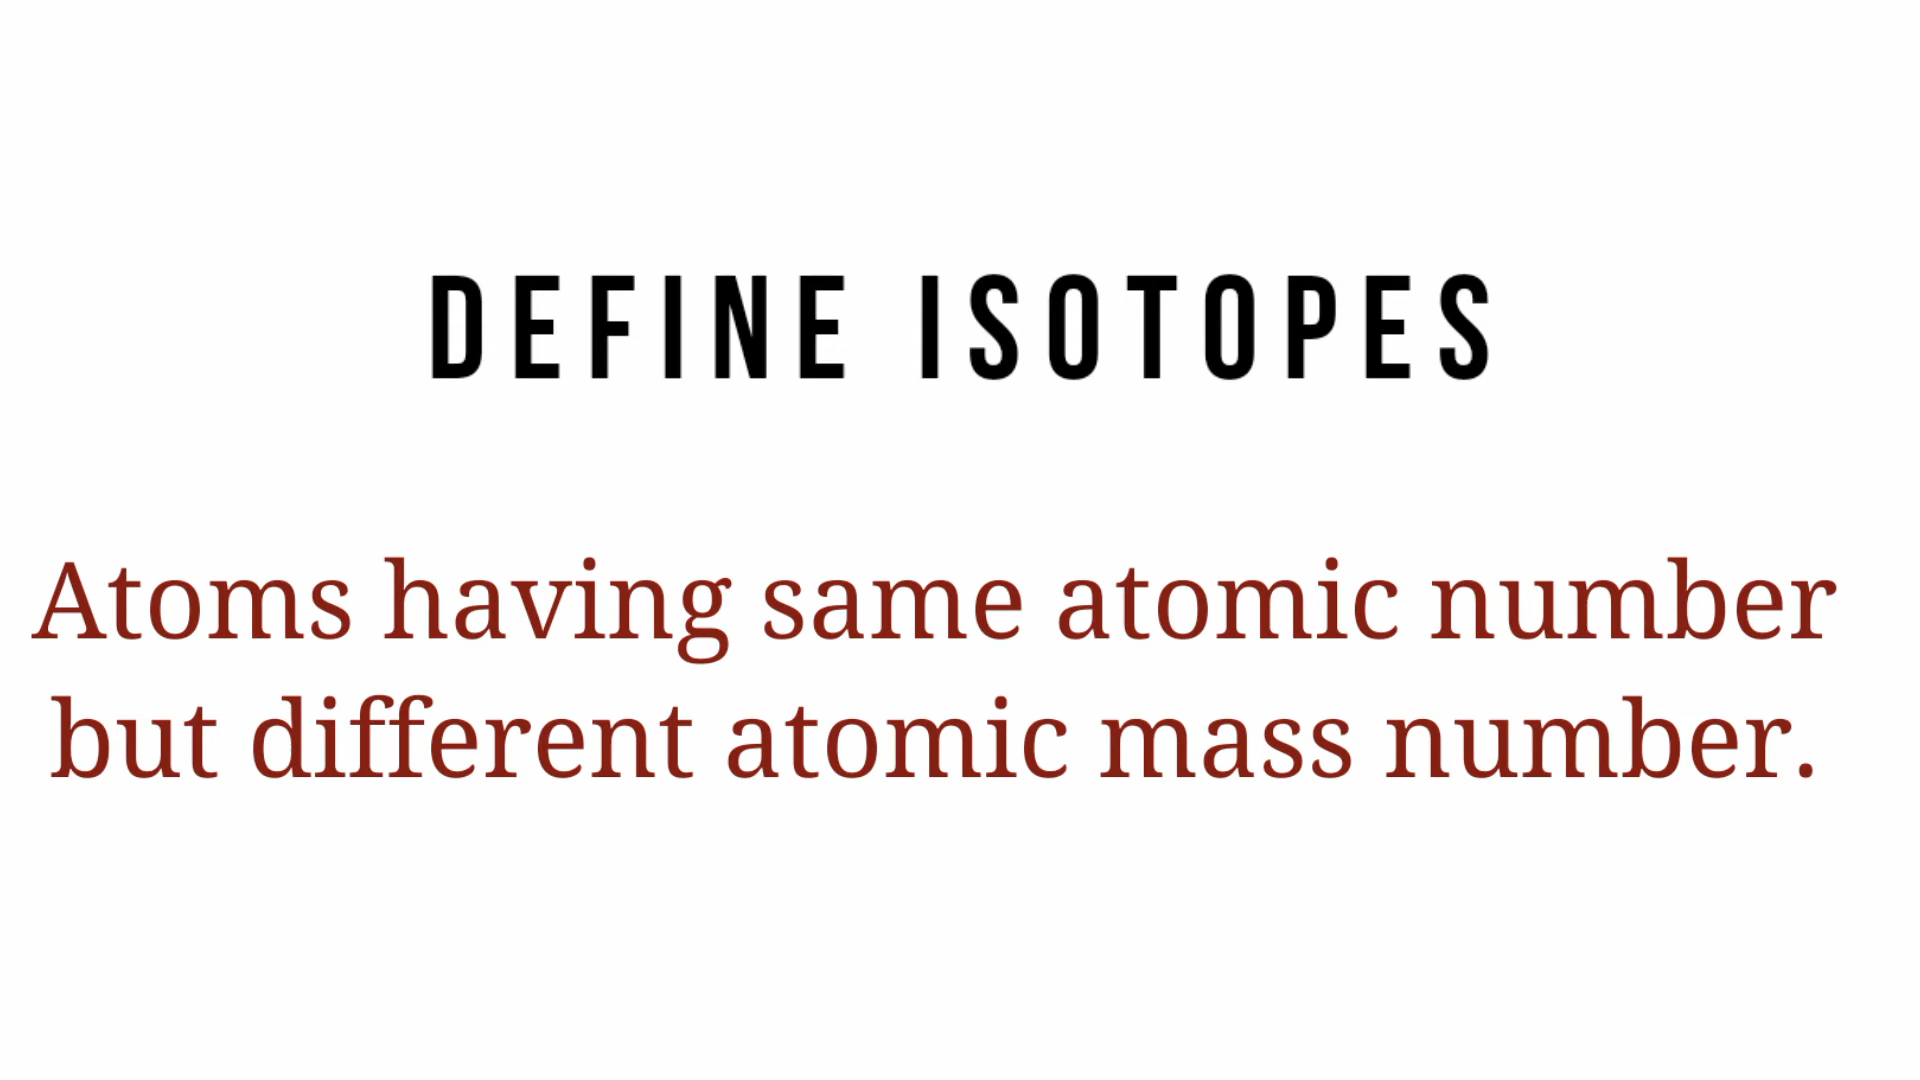 DEFINE ISOTOPES
Atoms having same atomic number
but different atomic mass number.